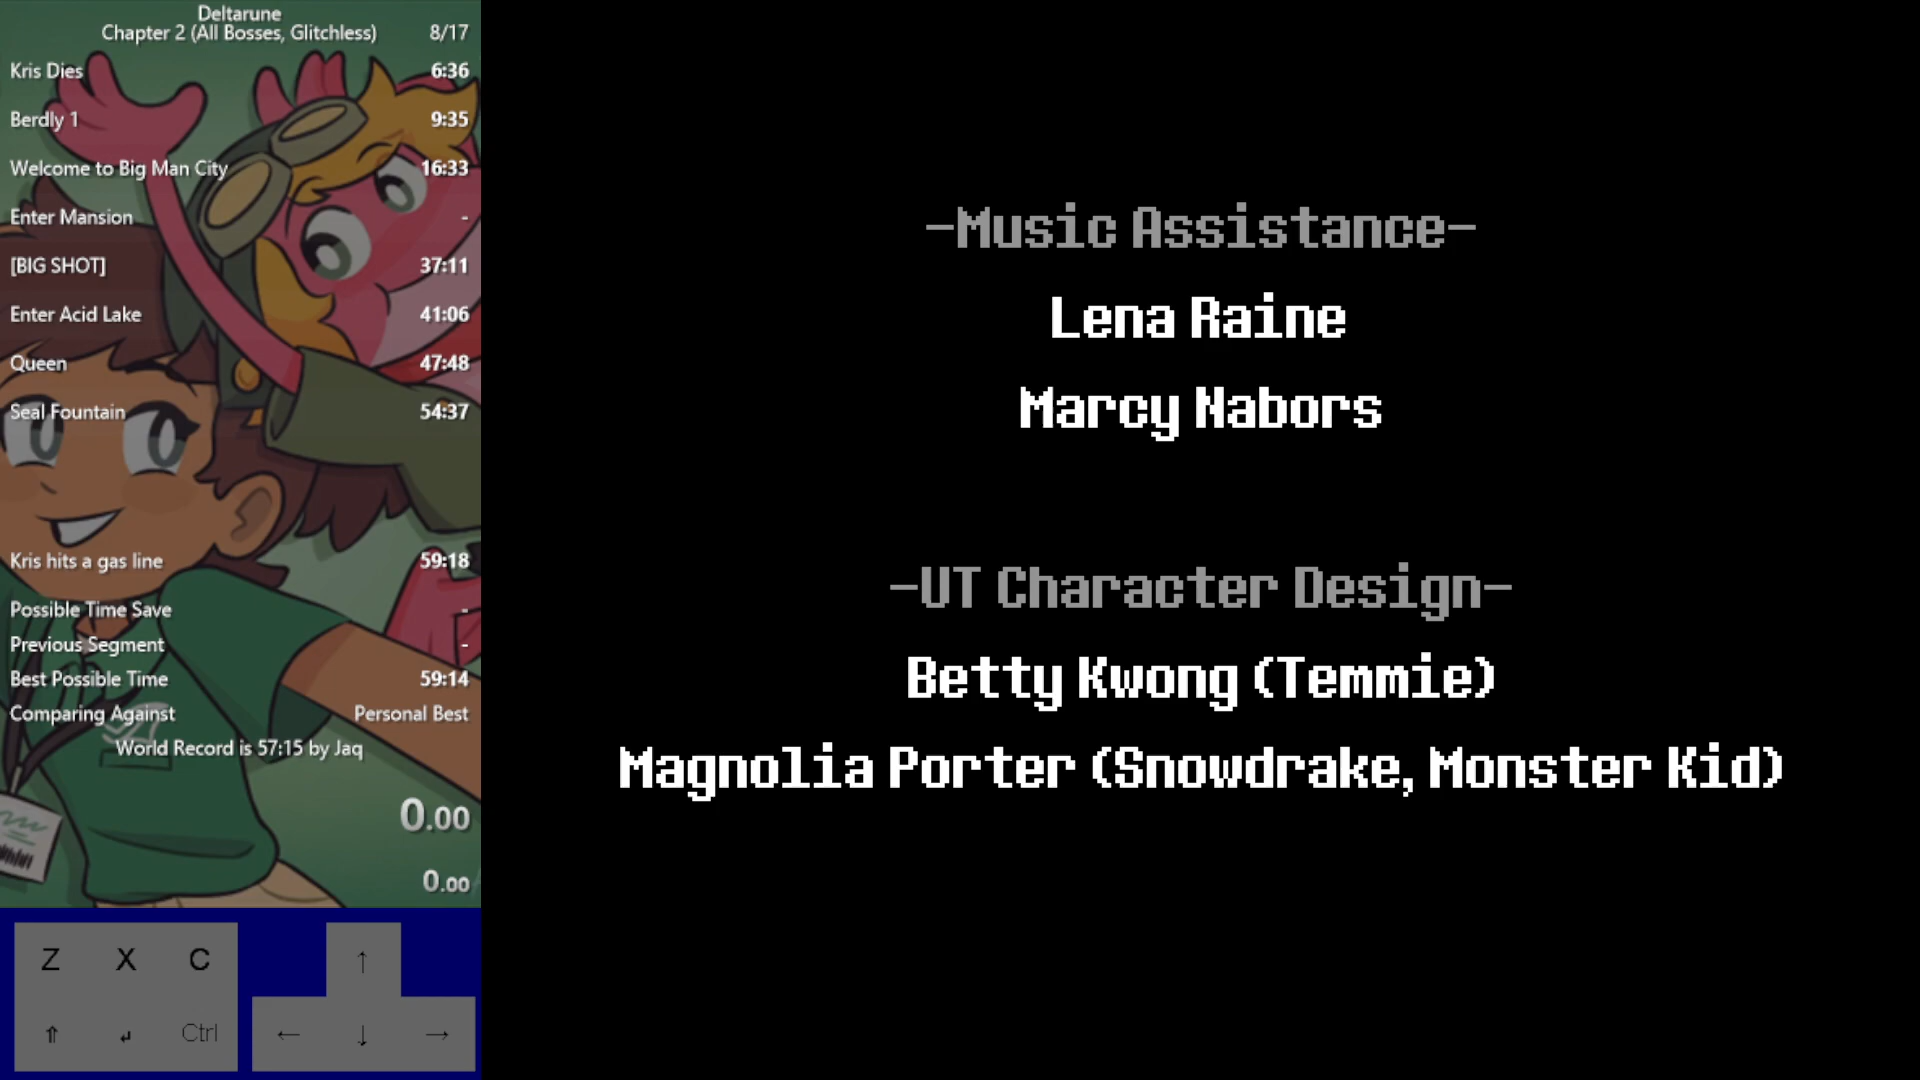 Deltarune
Chapter 2 (All Bosses, Glitchless) 8/17
Kris Dies 6:36
Berdly 1 9:35
Welcome to Big Man City 16:33
Enter Mansion -
[BIG SHOT] 37:11
Enter Acid Lake 41:06
Queen 47:48
Seal Fountain 54:37
Kris hits a gas line 59:18
Possible Time Save -
Previous Segment -
Best Possible Time 59:14
Comparing Against Personal Best
World Record is 57:15 by Jaq
0.00
0.00
Z X C ↑
⇑ ↵ Ctrl ← ↓ →
-Music Assistance-
Lena Raine
Marcy Nabors
-UT Character Design-
Betty Kwong (Temmie)
Magnolia Porter (Snowdrake, Monster Kid)